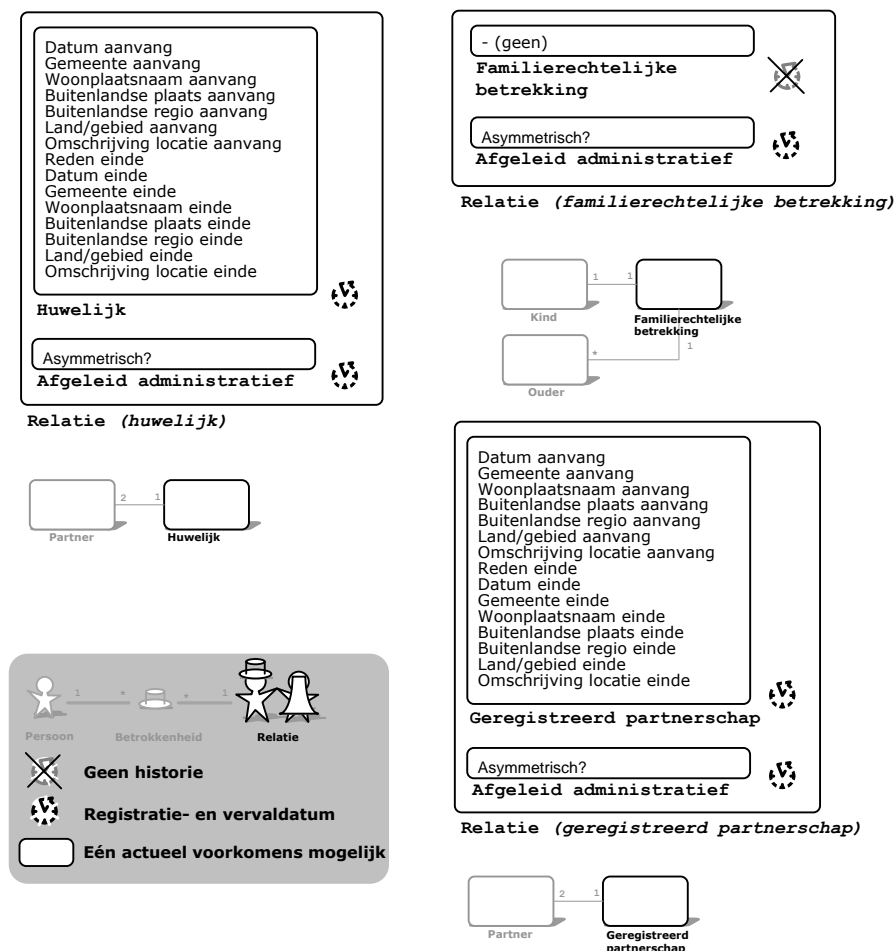 Datum aanvang
Gemeente aanvang
Woonplaatsnaam aanvang
Buitenlandse plaats aanvang
Buitenlandse regio aanvang
Land/gebied aanvang
Omschrijving locatie aanvang
Reden einde
Datum einde
Gemeente einde
Woonplaatsnaam einde
Buitenlandse plaats einde
Buitenlandse regio einde
Land/gebied einde
Omschrijving locatie einde
Huwelijk
Asymmetrisch?
Afgeleid administratief
Relatie (huwelijk)
2 1
Partner Huwelijk
- (geen)
Familierechtelijke
betrekking
Asymmetrisch?
Afgeleid administratief
Relatie (familierechtelijke betrekking)
1 1
Kind Familierechtelijke
betrekking
1
*
Ouder
Datum aanvang
Gemeente aanvang
Woonplaatsnaam aanvang
Buitenlandse plaats aanvang
Buitenlandse regio aanvang
Land/gebied aanvang
Omschrijving locatie aanvang
Reden einde
Datum einde
Gemeente einde
Woonplaatsnaam einde
Buitenlandse plaats einde
Buitenlandse regio einde
Land/gebied einde
Omschrijving locatie einde
Geregistreerd partnerschap
Asymmetrisch?
Afgeleid administratief
Relatie (geregistreerd partnerschap)
2 1
Partner Geregistreerd
partnerschap
1 * * 1
Persoon Betrokkenheid Relatie
Geen historie
Registratie- en vervaldatum
Eén actueel voorkomens mogelijk